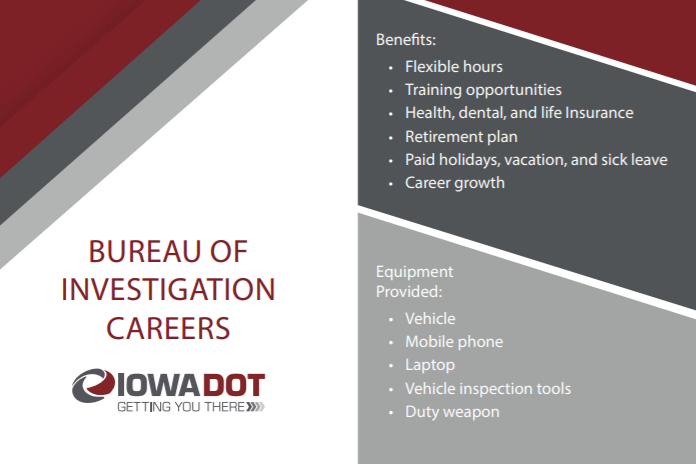 BUREAU OF
INVESTIGATION
CAREERS
IOWADOT
GETTING YOU THERE
Benefits:
• Flexible hours
• Training opportunities
• Health, dental, and life Insurance
• Retirement plan
• Paid holidays, vacation, and sick leave
• Career growth
Equipment
Provided:
• Vehicle
• Mobile phone
• Laptop
• Vehicle inspection tools
• Duty weapon